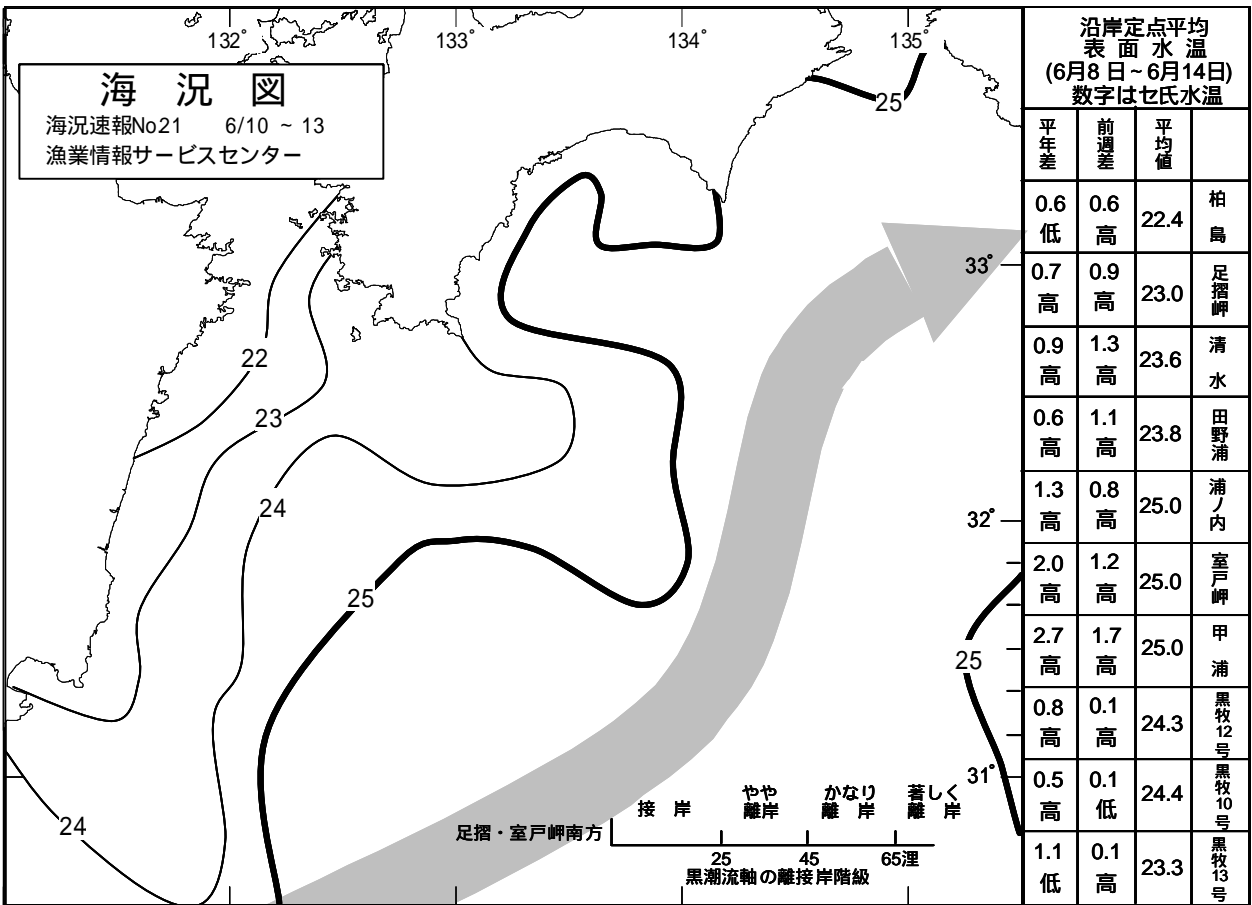 132°
133°
134°
135°
海 況 図
海況速報No21 6/10 ~ 13
漁業情報サービスセンター
25
33°
22
23
24
32°
25
25
31°
24
足摺・室戸岬南方
接 岸
やや
離岸
かなり
離 岸
著しく
離 岸
25 45 65浬
黒潮流軸の離接岸階級
沿岸定点平均
表 面 水 温
(6月8日~6月14日)
数字はセ氏水温
平年差 前週差 平均値
0.6低 0.6高 22.4 柏島
0.7高 0.9高 23.0 足摺岬
0.9高 1.3高 23.6 清水
0.6高 1.1高 23.8 田野浦
1.3高 0.8高 25.0 浦ノ内
2.0高 1.2高 25.0 室戸岬
2.7高 1.7高 25.0 甲浦
0.8高 0.1高 24.3 黒牧12号
0.5高 0.1低 24.4 黒牧10号
1.1低 0.1高 23.3 黒牧13号